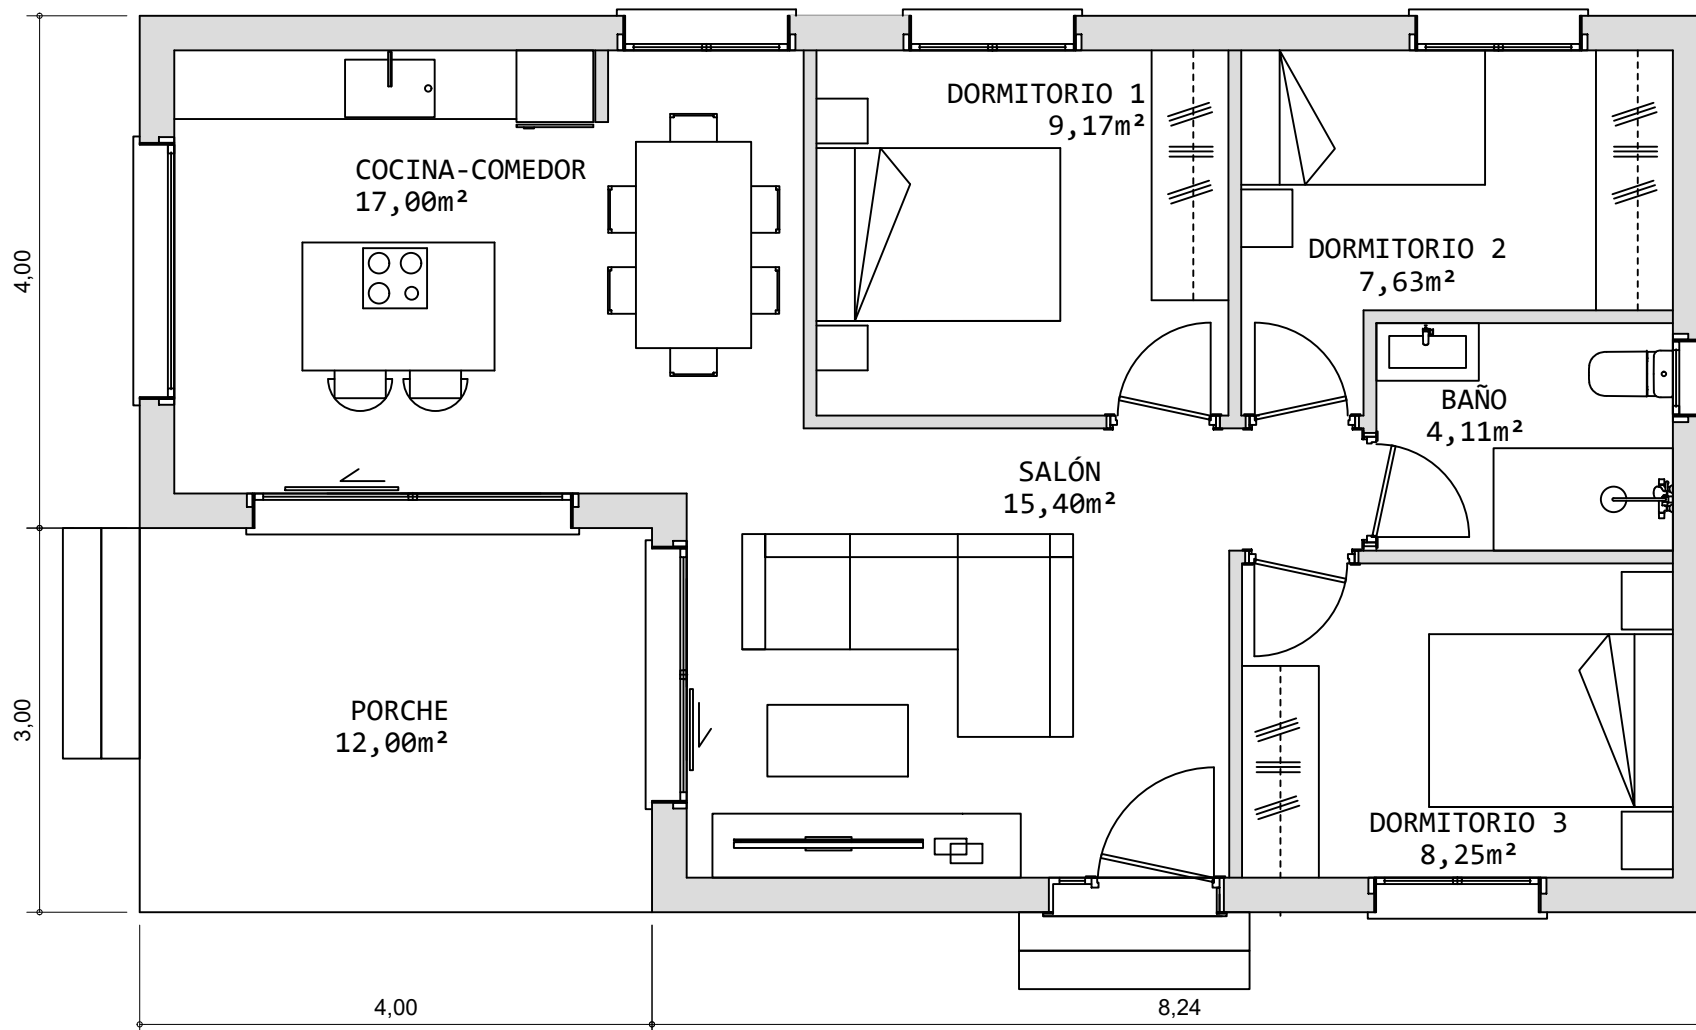 DORMITORIO 1
9,17m²
COCINA-COMEDOR
17,00m²
DORMITORIO 2
7,63m²
4,00
BAÑO
4,11m²
SALÓN
15,40m²
PORCHE
12,00m²
3,00
DORMITORIO 3
8,25m²
4,00
8,24